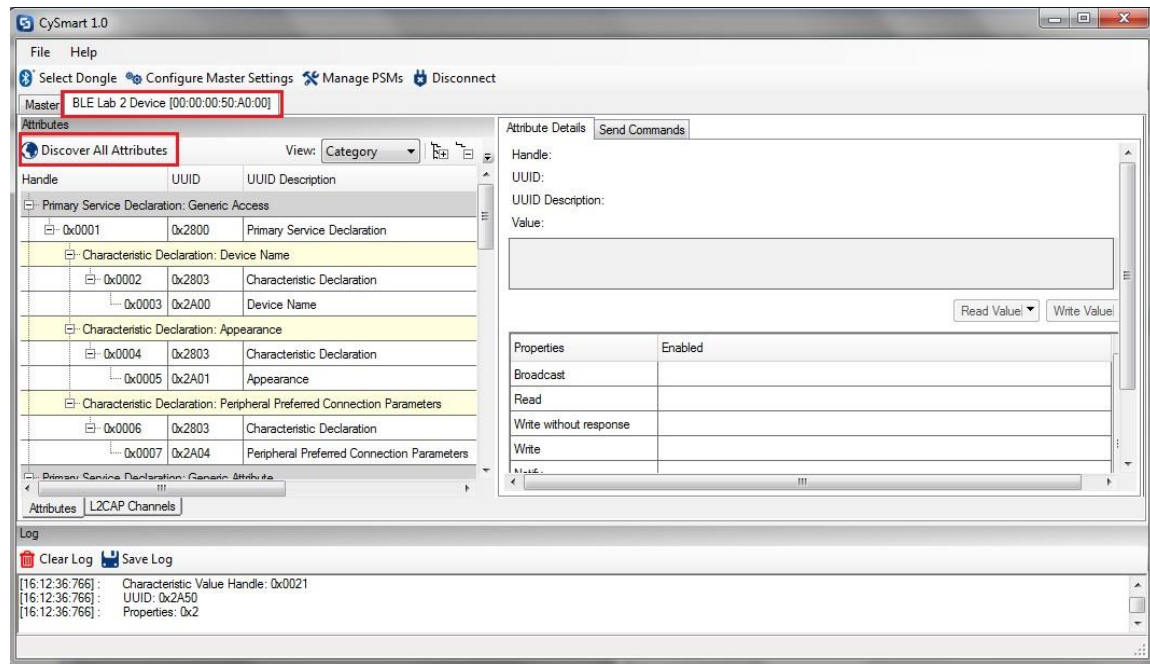 CySmart 1.0
File Help
Select Dongle Configure Master Settings Manage PSMs Disconnect
Master BLE Lab 2 Device [00:00:00:50:A0:00]
Attributes
Discover All Attributes View: Category
Handle UUID UUID Description
Primary Service Declaration: Generic Access
0x0001 0x2800 Primary Service Declaration
Characteristic Declaration: Device Name
0x0002 0x2803 Characteristic Declaration
0x0003 0x2A00 Device Name
Characteristic Declaration: Appearance
0x0004 0x2803 Characteristic Declaration
0x0005 0x2A01 Appearance
Characteristic Declaration: Peripheral Preferred Connection Parameters
0x0006 0x2803 Characteristic Declaration
0x0007 0x2A04 Peripheral Preferred Connection Parameters
Primary Service Declaration: Generic Attribute
Attributes L2CAP Channels
Attribute Details Send Commands
Handle:
UUID:
UUID Description:
Value:
Read Value Write Value
Properties Enabled
Broadcast
Read
Write without response
Write
Notify
Log
Clear Log Save Log
[16:12:36:766] : Characteristic Value Handle: 0x0021
[16:12:36:766] : UUID: 0x2A50
[16:12:36:766] : Properties: 0x2